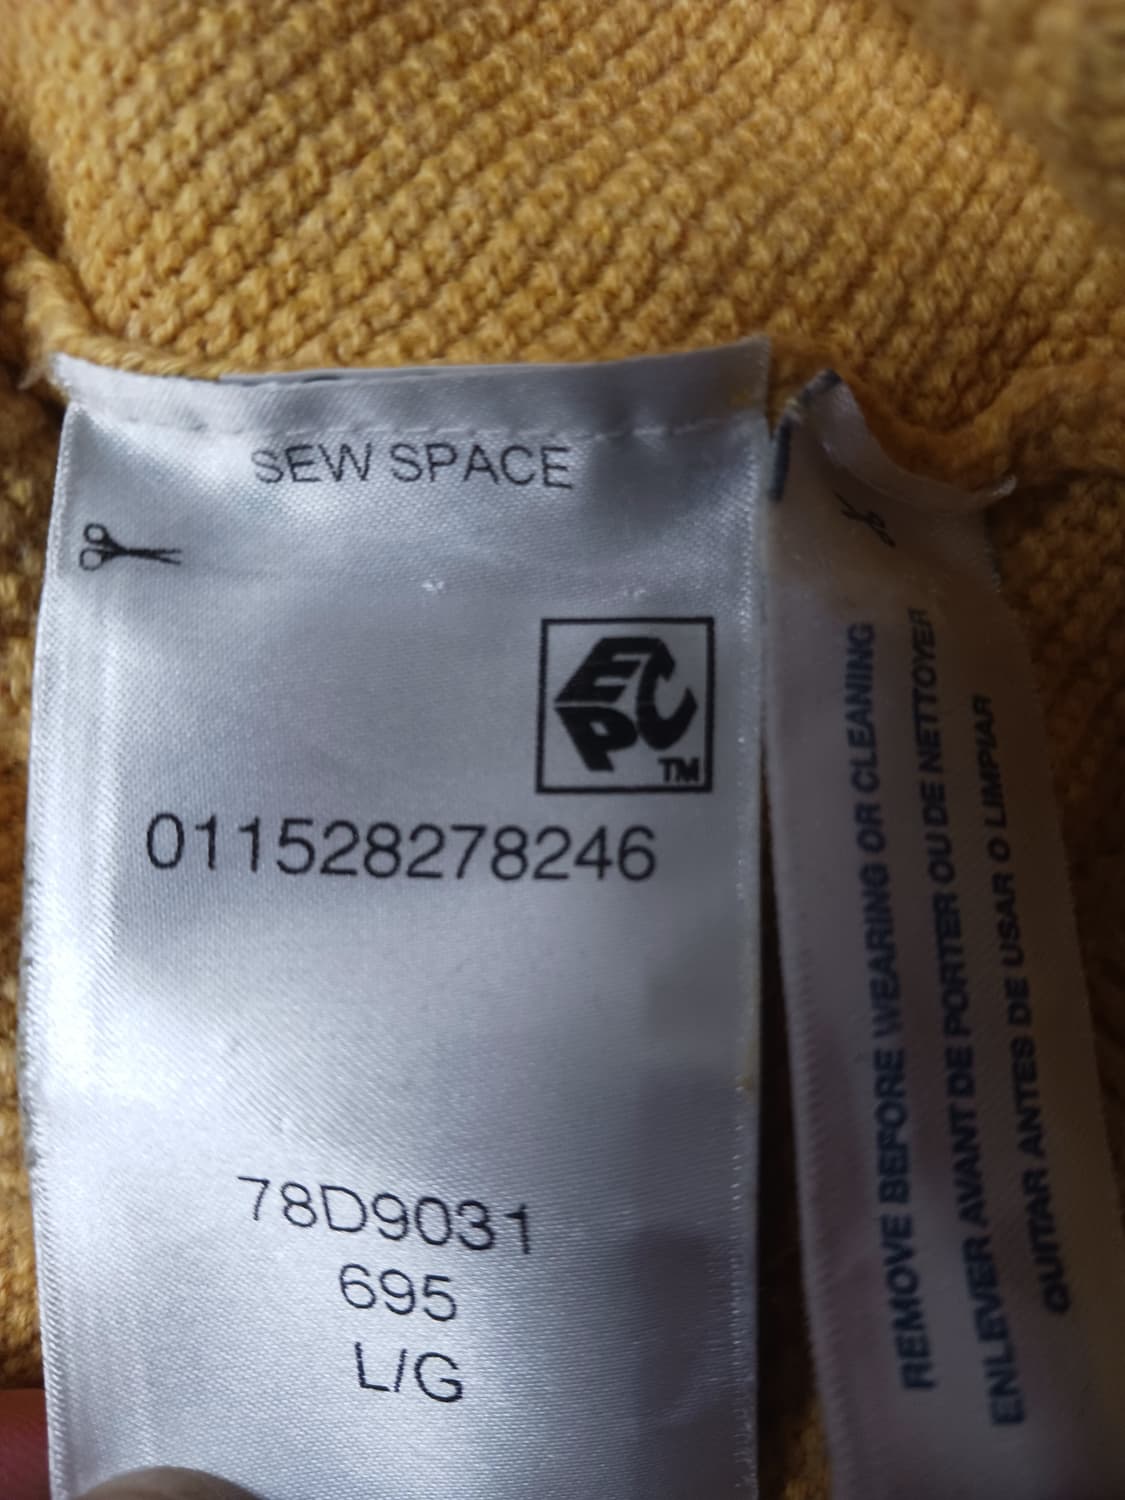 SEW SPACE
EPC
TM
011528278246
78D9031
695
L/G
REMOVE BEFORE WEARING OR CLEANING
ENLEVER AVANT DE PORTER OU DE NETTOYER
QUITAR ANTES DE USAR O LIMPIAR